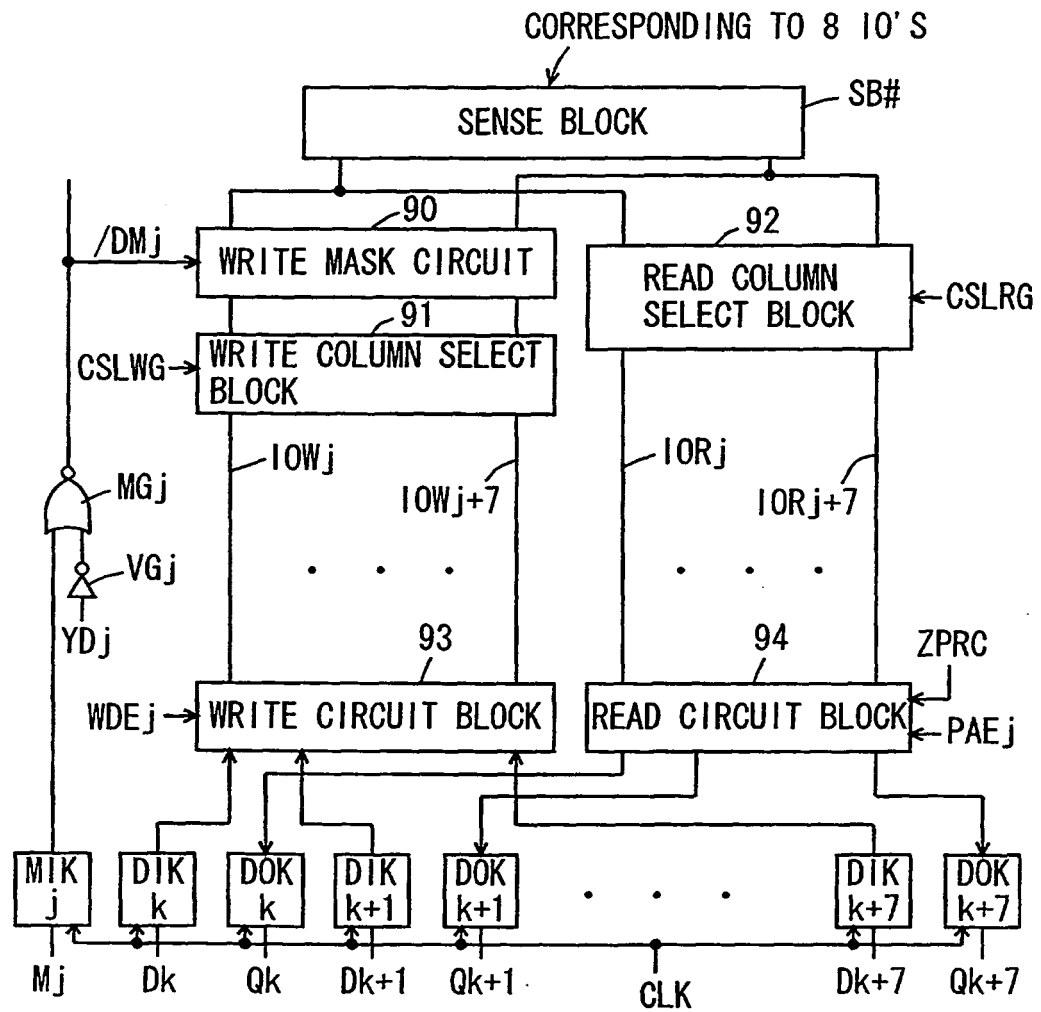 CORRESPONDING TO 8 IO'S
SB#
SENSE BLOCK
90
92
/DMj
WRITE MASK CIRCUIT
READ COLUMN
SELECT BLOCK
CSLRG
91
CSLWG
WRITE COLUMN SELECT
BLOCK
IOWj
IORj
MGj
IOWj+7
IORj+7
VGj
YDj
93
94
ZPRC
WDEj
WRITE CIRCUIT BLOCK
READ CIRCUIT BLOCK
PAEj
MIK
j
DIK
k
DOK
k
DIK
k+1
DOK
k+1
DIK
k+7
DOK
k+7
Mj
Dk
Qk
Dk+1
Qk+1
CLK
Dk+7
Qk+7